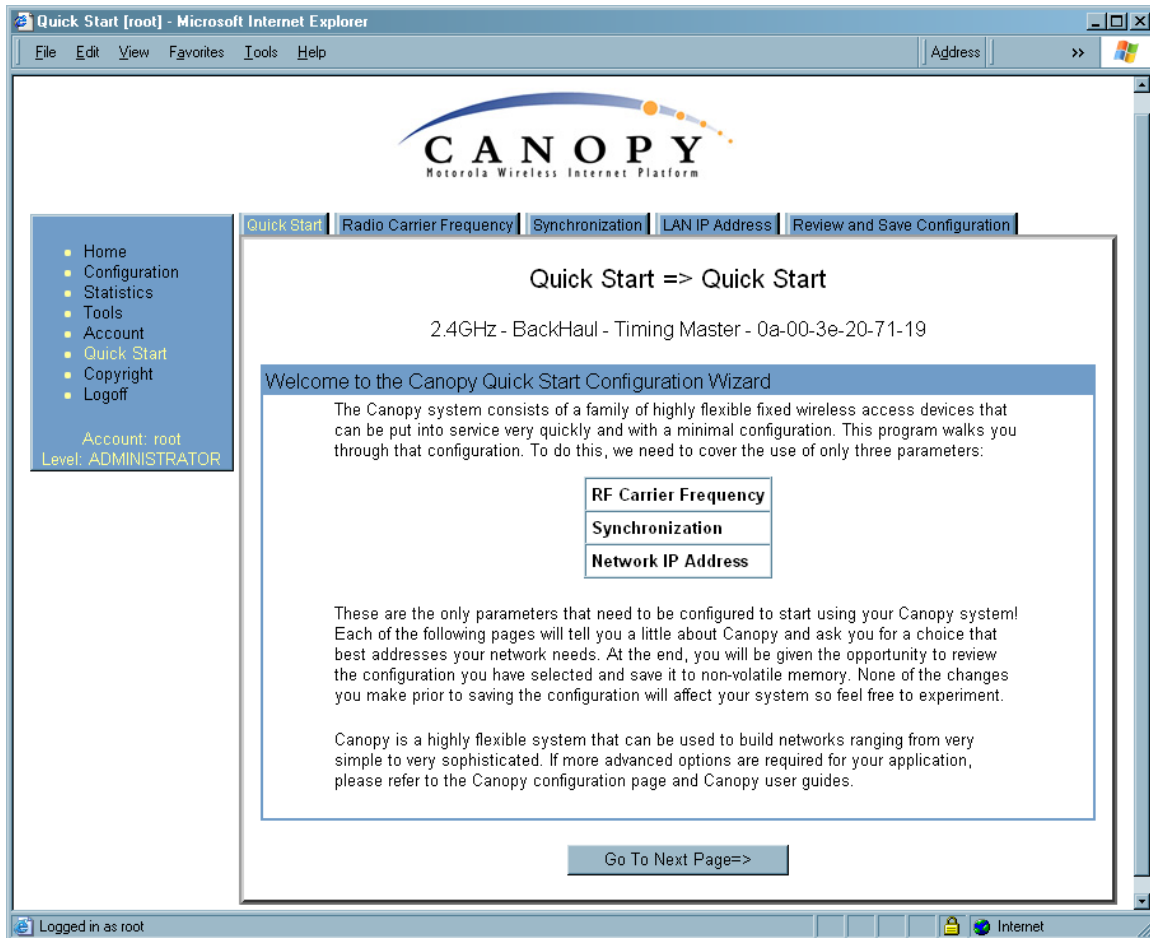 Quick Start [root] - Microsoft Internet Explorer
File Edit View Favorites Tools Help
Address
»
CANOPY
Motorola Wireless Internet Platform
Home
Configuration
Statistics
Tools
Account
Quick Start
Copyright
Logoff
Account: root
Level: ADMINISTRATOR
Quick Start Radio Carrier Frequency Synchronization LAN IP Address Review and Save Configuration
Quick Start => Quick Start
2.4GHz - BackHaul - Timing Master - 0a-00-3e-20-71-19
Welcome to the Canopy Quick Start Configuration Wizard
The Canopy system consists of a family of highly flexible fixed wireless access devices that
can be put into service very quickly and with a minimal configuration. This program walks you
through that configuration. To do this, we need to cover the use of only three parameters:
RF Carrier Frequency
Synchronization
Network IP Address
These are the only parameters that need to be configured to start using your Canopy system!
Each of the following pages will tell you a little about Canopy and ask you for a choice that
best addresses your network needs. At the end, you will be given the opportunity to review
the configuration you have selected and save it to non-volatile memory. None of the changes
you make prior to saving the configuration will affect your system so feel free to experiment.
Canopy is a highly flexible system that can be used to build networks ranging from very
simple to very sophisticated. If more advanced options are required for your application,
please refer to the Canopy configuration page and Canopy user guides.
Go To Next Page=>
Logged in as root
Internet